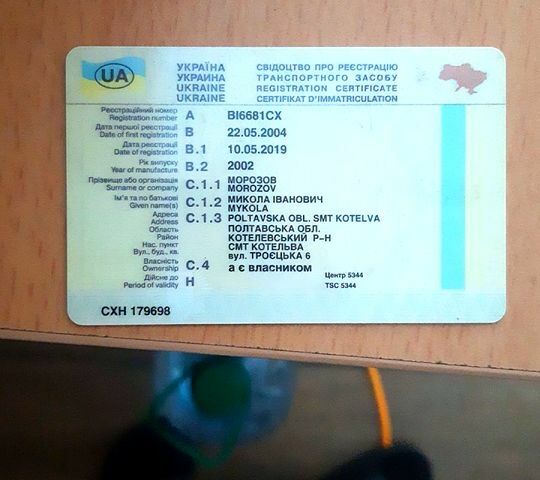 UA
УКРАЇНА СВІДОЦТВО ПРО РЕЄСТРАЦІЮ
УКРАИНА ТРАНСПОРТНОГО ЗАСОБУ
UKRAINE REGISTRATION CERTIFICATE
UKRAINE CERTIFICAT D'IMMATRICULATION
Реєстраційний номер
Registration number A BI6681CX
Дата першої реєстрації
Date of first registration B 22.05.2004
Дата реєстрації
Date of registration B.1 10.05.2019
Рік випуску
Year of manufacture B.2 2002
Прізвище або організація C.1.1 МОРОЗОВ
Surname or company MOROZOV
Ім'я та по батькові C.1.2 МИКОЛА ІВАНОВИЧ
Given name(s) MYKOLA
Адреса C.1.3 POLTAVSKA OBL. SMT KOTELVA
Address
Область ПОЛТАВСЬКА ОБЛ.
Район КОТЕЛЕВСЬКИЙ Р-Н
Нас. пункт СМТ КОТЕЛЬВА
Вул., буд., кв. вул. ТРОЄЦЬКА 6
Власність
Ownership C.4 а є власником
Дійсне до Центр 5344
Period of validity H TSC 5344
СХН 179698